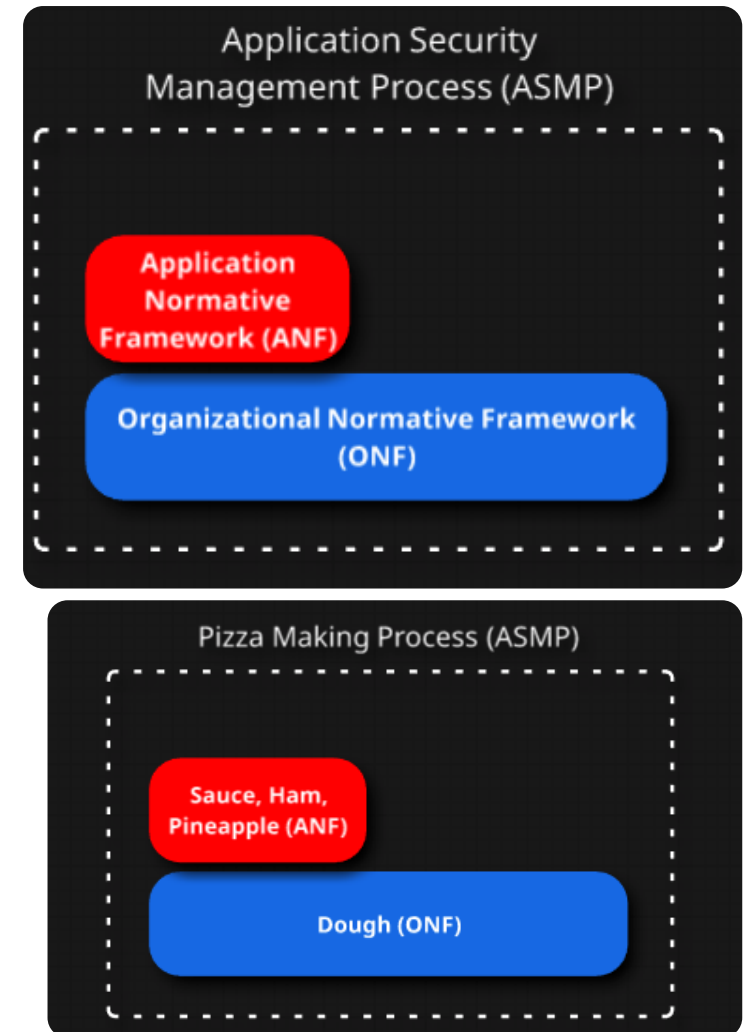 Application Security
Management Process (ASMP)
Application
Normative
Framework (ANF)
Organizational Normative Framework
(ONF)
Pizza Making Process (ASMP)
Sauce, Ham,
Pineapple (ANF)
Dough (ONF)